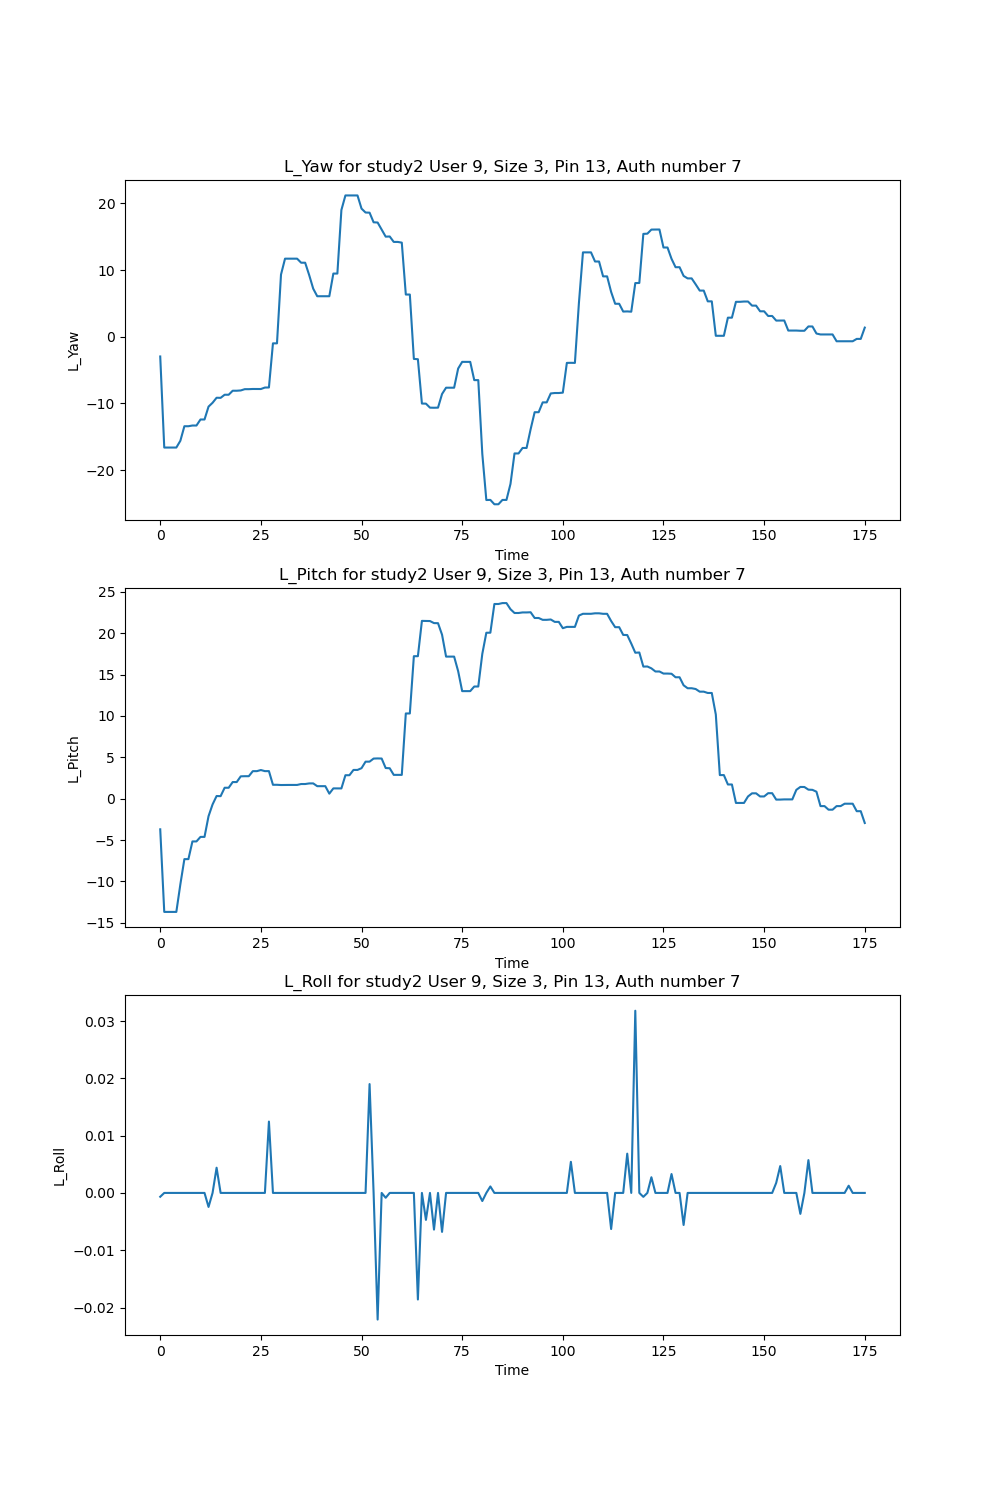 L_Yaw for study2 User 9, Size 3, Pin 13, Auth number 7
20
10
0
−10
−20
L_Yaw
0 25 50 75 100 125 150 175
Time
L_Pitch for study2 User 9, Size 3, Pin 13, Auth number 7
25
20
15
10
5
0
−5
−10
−15
L_Pitch
0 25 50 75 100 125 150 175
Time
L_Roll for study2 User 9, Size 3, Pin 13, Auth number 7
0.03
0.02
0.01
0.00
−0.01
−0.02
L_Roll
0 25 50 75 100 125 150 175
Time